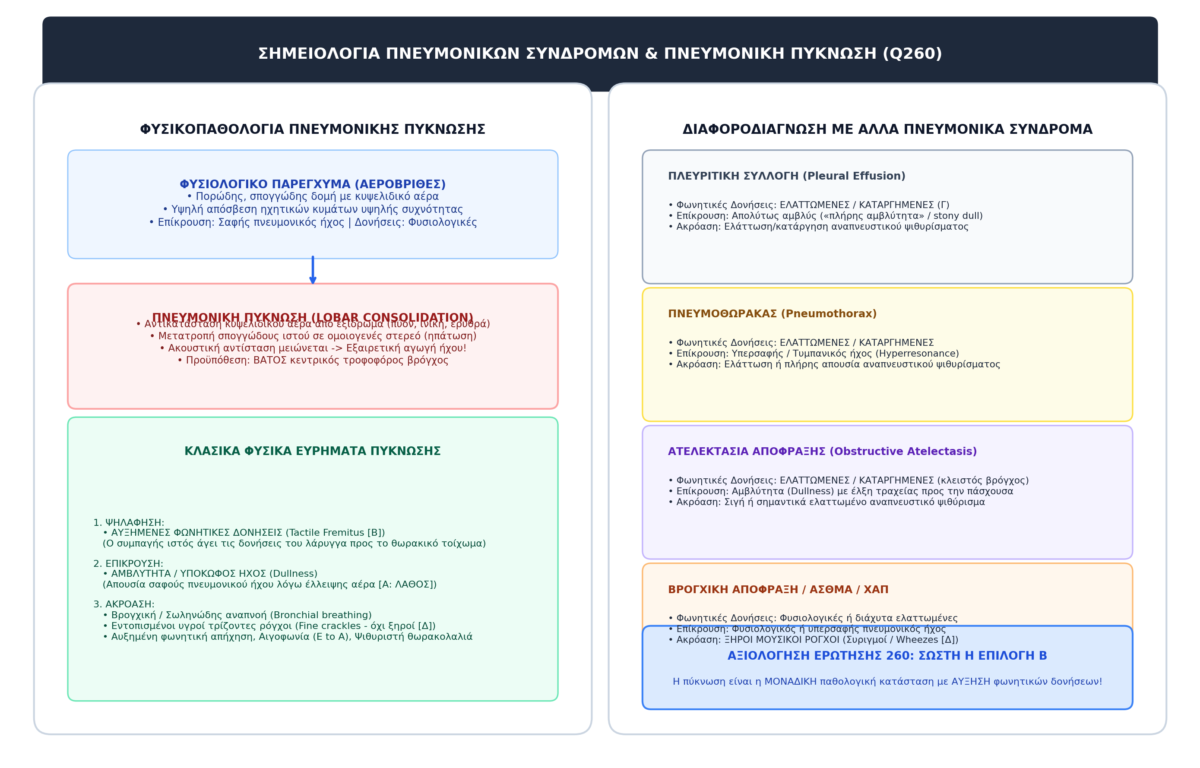 ΣΗΜΕΙΟΛΟΓΙΑ ΠΝΕΥΜΟΝΙΚΩΝ ΣΥΝΔΡΟΜΩΝ & ΠΝΕΥΜΟΝΙΚΗ ΠΥΚΝΩΣΗ (Q260)
ΦΥΣΙΚΟΠΑΘΟΛΟΓΙΑ ΠΝΕΥΜΟΝΙΚΗΣ ΠΥΚΝΩΣΗΣ
ΦΥΣΙΟΛΟΓΙΚΟ ΠΑΡΕΓΧΥΜΑ (ΑΕΡΟΒΡΙΘΕΣ)
• Πορώδης, σπογγώδης δομή με κυψελιδικό αέρα
• Υψηλή απόσβεση ηχητικών κυμάτων υψηλής συχνότητας
• Επίκρουση: Σαφής πνευμονικός ήχος | Δονήσεις: Φυσιολογικές
ΠΝΕΥΜΟΝΙΚΗ ΠΥΚΝΩΣΗ (LOBAR CONSOLIDATION)
• Αντικατάσταση κυψελιδικού αέρα από εξίδρωμα (πύον, ινική, ερυθρά)
• Μετατροπή σπογγώδους ιστού σε ομοιογενές στερεό (ηπάτωση)
• Ακουστική αντίσταση μειώνεται -> Εξαιρετική αγωγή ήχου!
• Προϋπόθεση: ΒΑΤΟΣ κεντρικός τροφοφόρος βρόγχος
ΚΛΑΣΙΚΑ ΦΥΣΙΚΑ ΕΥΡΗΜΑΤΑ ΠΥΚΝΩΣΗΣ
1. ΨΗΛΑΦΗΣΗ:
• ΑΥΞΗΜΕΝΕΣ ΦΩΝΗΤΙΚΕΣ ΔΟΝΗΣΕΙΣ (Tactile Fremitus [Β])
(Ο συμπαγής ιστός άγει τις δονήσεις του λάρυγγα προς το θωρακικό τοίχωμα)
2. ΕΠΙΚΡΟΥΣΗ:
• ΑΜΒΛΥΤΗΤΑ / ΥΠΟΚΩΦΟΣ ΗΧΟΣ (Dullness)
(Απουσία σαφούς πνευμονικού ήχου λόγω έλλειψης αέρα [Α: ΛΑΘΟΣ])
3. ΑΚΡΟΑΣΗ:
• Βρογχική / Σωληνώδης αναπνοή (Bronchial breathing)
• Εντοπισμένοι υγροί τρίζοντες ρόγχοι (Fine crackles - όχι ξηροί [Δ])
• Αυξημένη φωνητική απήχηση, Αιγοφωνία (E to A), Ψιθυριστή θωρακολαλιά
ΔΙΑΦΟΡΟΔΙΑΓΝΩΣΗ ΜΕ ΑΛΛΑ ΠΝΕΥΜΟΝΙΚΑ ΣΥΝΔΡΟΜΑ
ΠΛΕΥΡΙΤΙΚΗ ΣΥΛΛΟΓΗ (Pleural Effusion)
• Φωνητικές Δονήσεις: ΕΛΑΤΤΩΜΕΝΕΣ / ΚΑΤΑΡΓΗΜΕΝΕΣ (Γ)
• Επίκρουση: Απολύτως αμβλύς («πλήρης αμβλύτητα» / stony dull)
• Ακρόαση: Ελάττωση/κατάργηση αναπνευστικού ψιθυρίσματος
ΠΝΕΥΜΟΘΩΡΑΚΑΣ (Pneumothorax)
• Φωνητικές Δονήσεις: ΕΛΑΤΤΩΜΕΝΕΣ / ΚΑΤΑΡΓΗΜΕΝΕΣ
• Επίκρουση: Υπερσαφής / Τυμπανικός ήχος (Hyperresonance)
• Ακρόαση: Ελάττωση ή πλήρης απουσία αναπνευστικού ψιθυρίσματος
ΑΤΕΛΕΚΤΑΣΙΑ ΑΠΟΦΡΑΞΗΣ (Obstructive Atelectasis)
• Φωνητικές Δονήσεις: ΕΛΑΤΤΩΜΕΝΕΣ / ΚΑΤΑΡΓΗΜΕΝΕΣ (κλειστός βρόγχος)
• Επίκρουση: Αμβλύτητα (Dullness) με έλξη τραχείας προς την πάσχουσα
• Ακρόαση: Σιγή ή σημαντικά ελαττωμένο αναπνευστικό ψιθύρισμα
ΒΡΟΓΧΙΚΗ ΑΠΟΦΡΑΞΗ / ΑΣΘΜΑ / ΧΑΠ
• Φωνητικές Δονήσεις: Φυσιολογικές ή διάχυτα ελαττωμένες
• Επίκρουση: Φυσιολογικός ή υπερσαφής πνευμονικός ήχος
• Ακρόαση: ΞΗΡΟΙ ΜΟΥΣΙΚΟΙ ΡΟΓΧΟΙ (Συριγμοί / Wheezes [Δ])
ΑΞΙΟΛΟΓΗΣΗ ΕΡΩΤΗΣΗΣ 260: ΣΩΣΤΗ Η ΕΠΙΛΟΓΗ Β
Η πύκνωση είναι η ΜΟΝΑΔΙΚΗ παθολογική κατάσταση με ΑΥΞΗΣΗ φωνητικών δονήσεων!